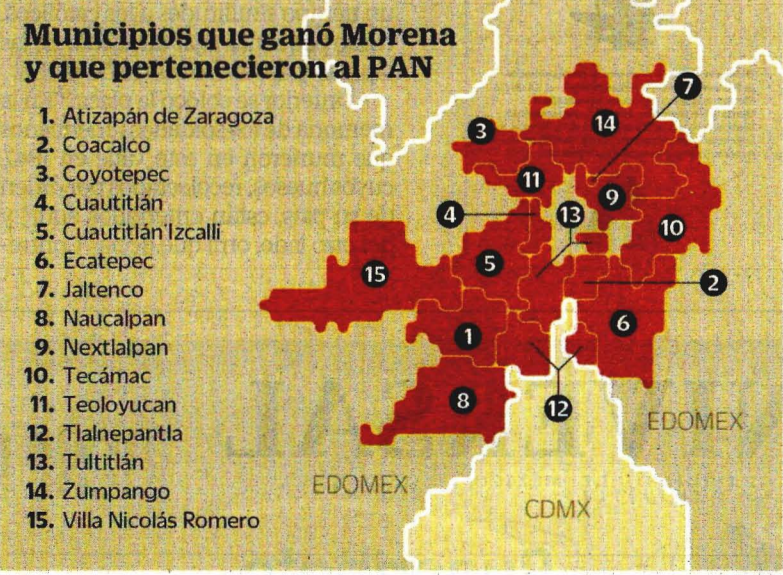 Municipios que ganó Morena
y que pertenecieron al PAN
1. Atizapán de Zaragoza
2. Coacalco
3. Coyotepec
4. Cuautitlán
5. Cuautitlán Izcalli
6. Ecatepec
7. Jaltenco
8. Naucalpan
9. Nextlalpan
10. Tecámac
11. Teoloyucan
12. Tlalnepantla
13. Tultitlán
14. Zumpango
15. Villa Nicolás Romero
7
14
3
11
9
4
13
10
5
15
2
6
1
8
12
EDOMEX
EDOMEX
CDMX